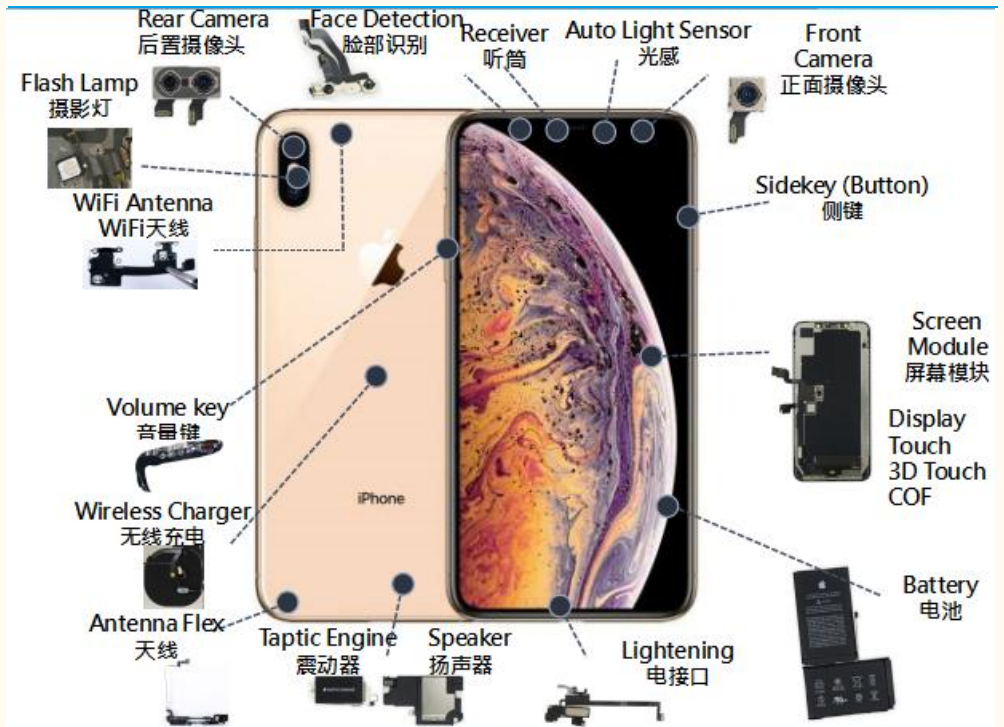 Rear Camera
后置摄像头
Face Detection
脸部识别
Receiver
听筒
Auto Light Sensor
光感
Front
Camera
正面摄像头
Flash Lamp
摄影灯
WiFi Antenna
WiFi天线
Sidekey (Button)
侧键
Screen
Module
屏幕模块
Display
Touch
3D Touch
COF
Volume key
音量键
iPhone
Wireless Charger
无线充电
Battery
电池
Antenna Flex
天线
Taptic Engine
震动器
Speaker
扬声器
Lightening
电接口